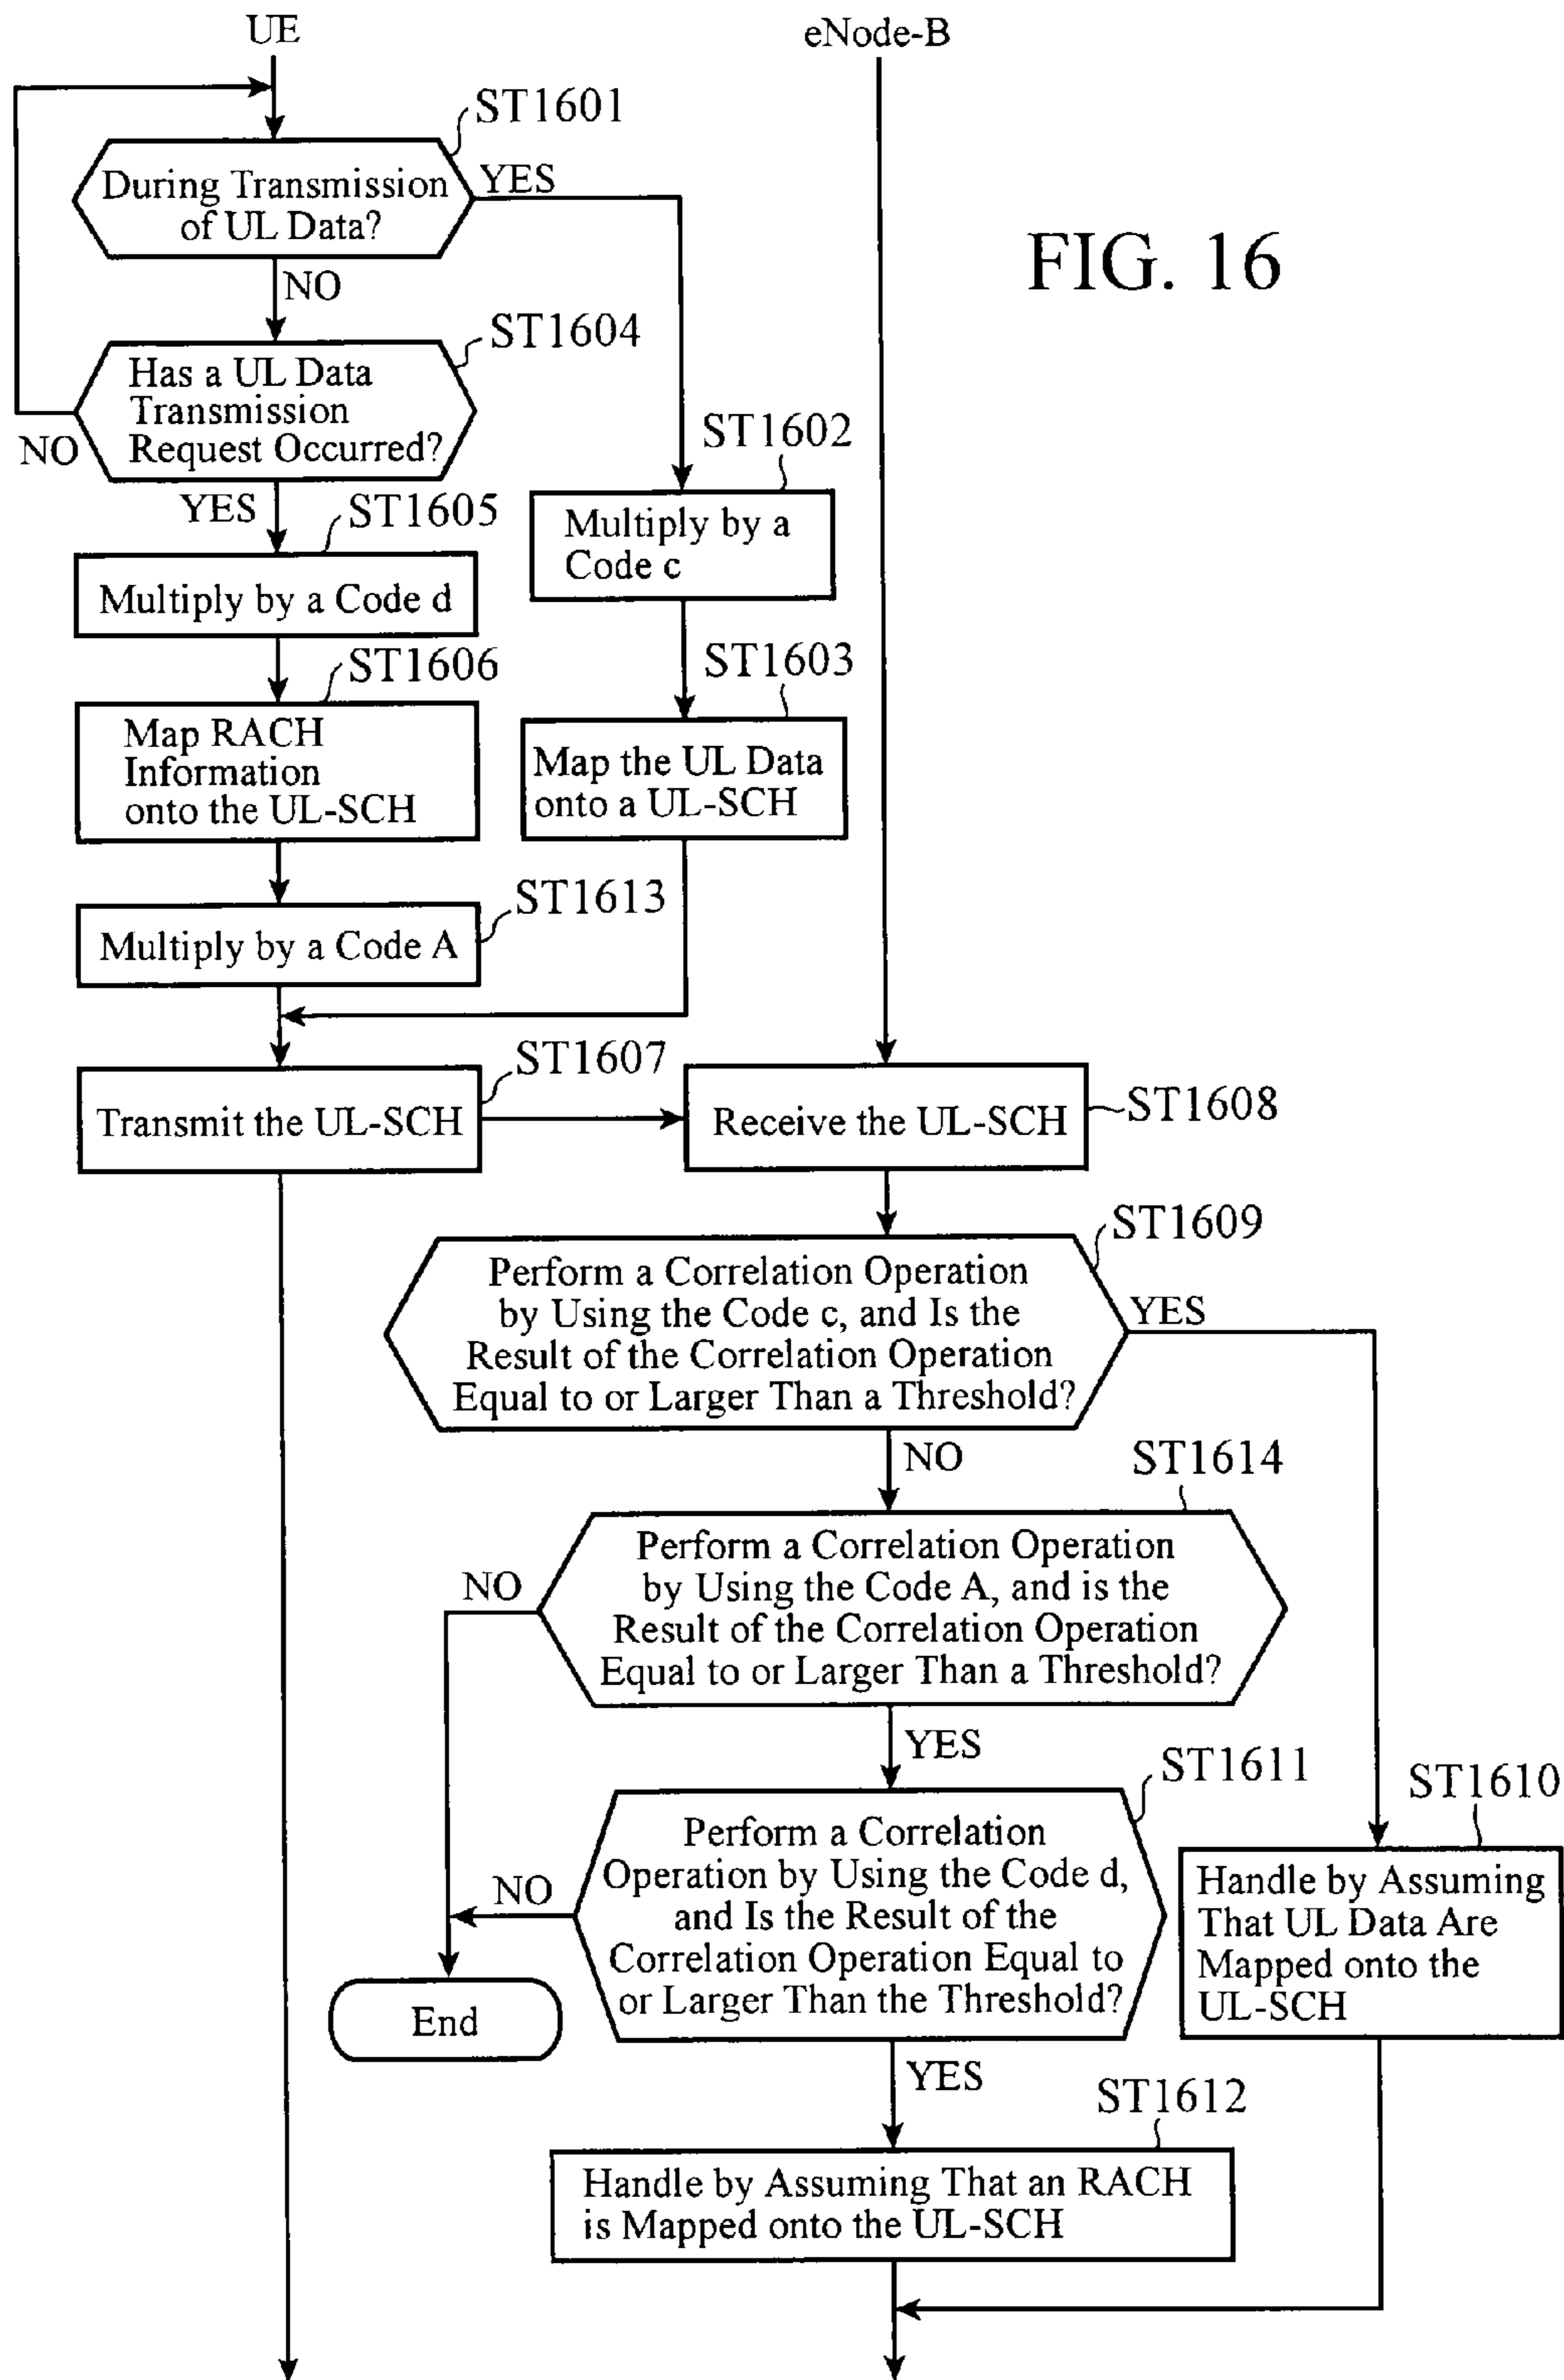 UE
eNode-B
ST1601
During Transmission
of UL Data?
YES
FIG. 16
NO
ST1604
Has a UL Data
Transmission
Request Occurred?
NO
YES
ST1602
Multiply by a
Code c
ST1605
Multiply by a Code d
ST1603
Map the UL Data
onto a UL-SCH
ST1606
Map RACH
Information
onto the UL-SCH
ST1613
Multiply by a Code A
ST1607
Transmit the UL-SCH
Receive the UL-SCH
ST1608
ST1609
Perform a Correlation Operation
by Using the Code c, and Is the
Result of the Correlation Operation
Equal to or Larger Than a Threshold?
YES
NO
ST1614
Perform a Correlation Operation
by Using the Code A, and is the
Result of the Correlation Operation
Equal to or Larger Than a Threshold?
NO
YES
ST1611
Perform a Correlation
Operation by Using the Code d,
and Is the Result of the
Correlation Operation Equal to
or Larger Than the Threshold?
NO
ST1610
Handle by Assuming
That UL Data Are
Mapped onto the
UL-SCH
End
YES
ST1612
Handle by Assuming That an RACH
is Mapped onto the UL-SCH